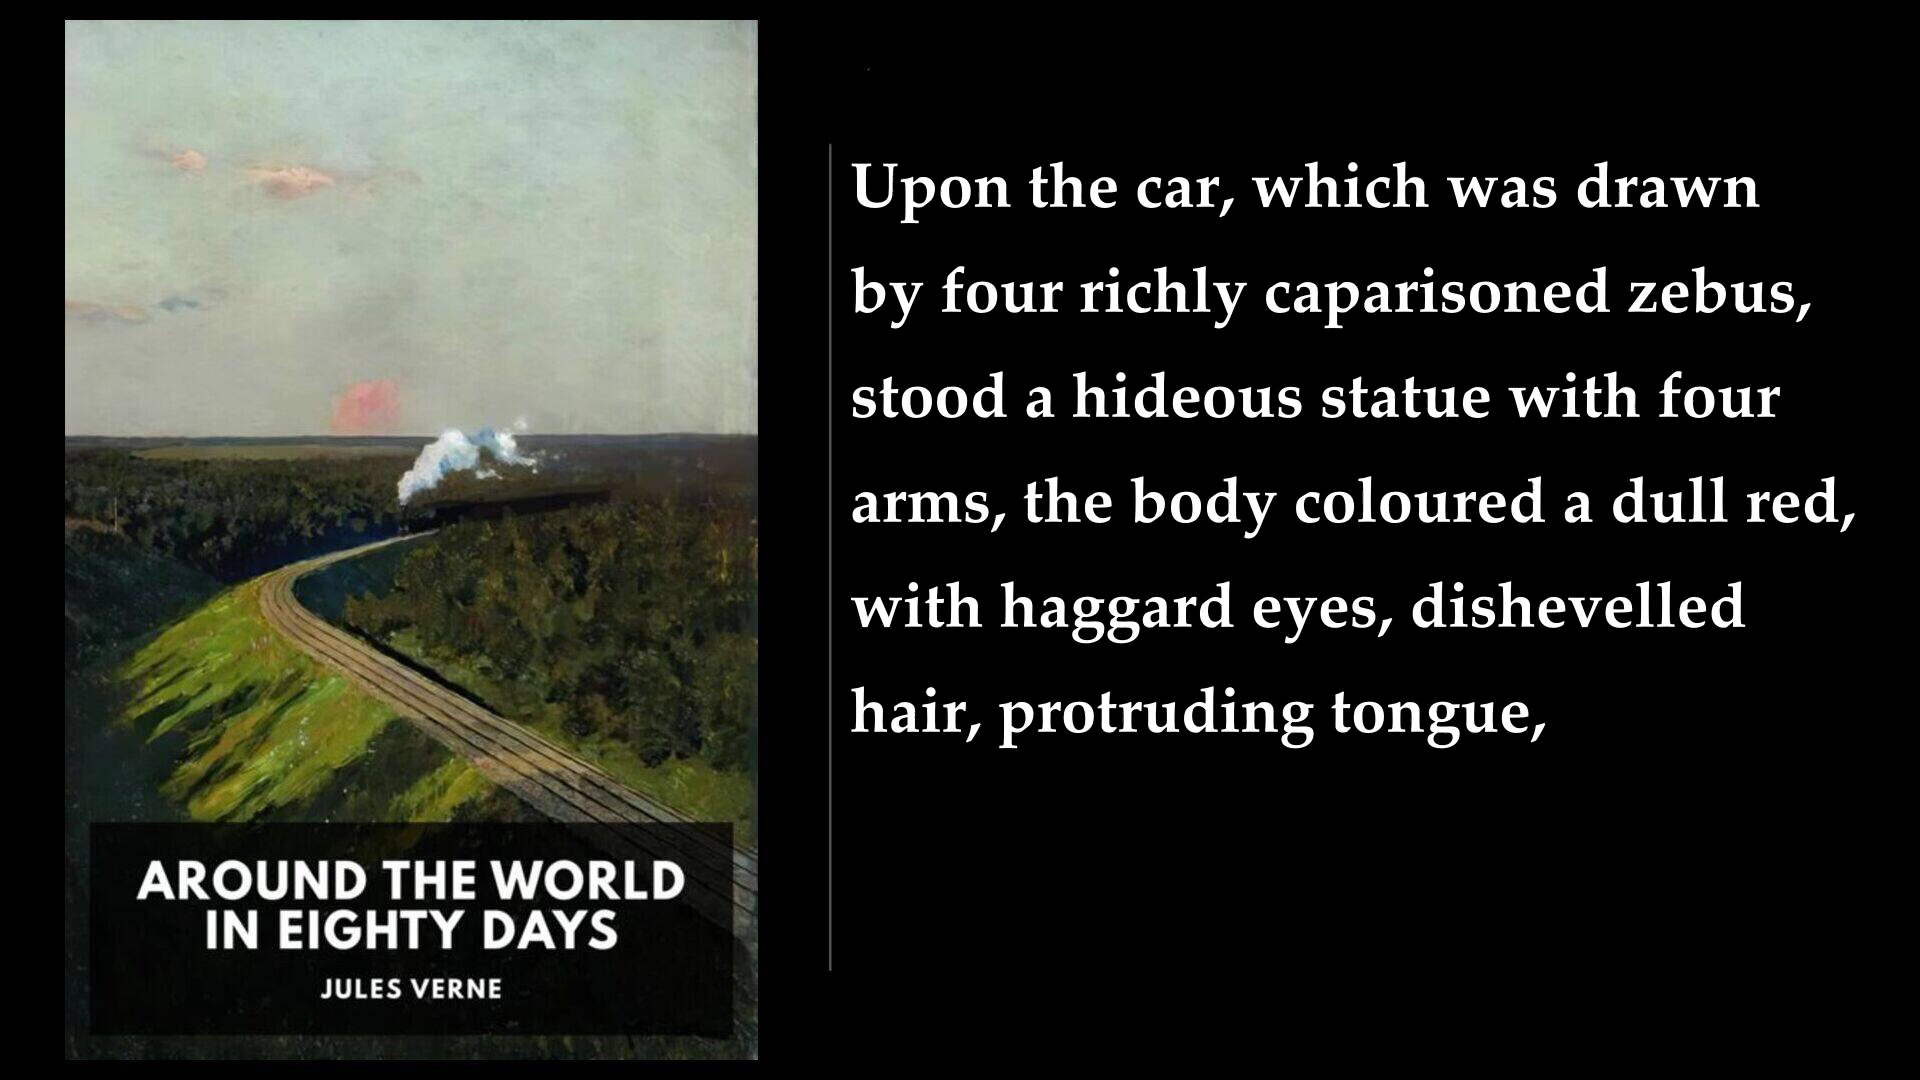 Upon the car, which was drawn
by four richly caparisoned zebus,
stood a hideous statue with four
arms, the body coloured a dull red,
with haggard eyes, dishevelled
hair, protruding tongue,
AROUND THE WORLD
IN EIGHTY DAYS
JULES VERNE